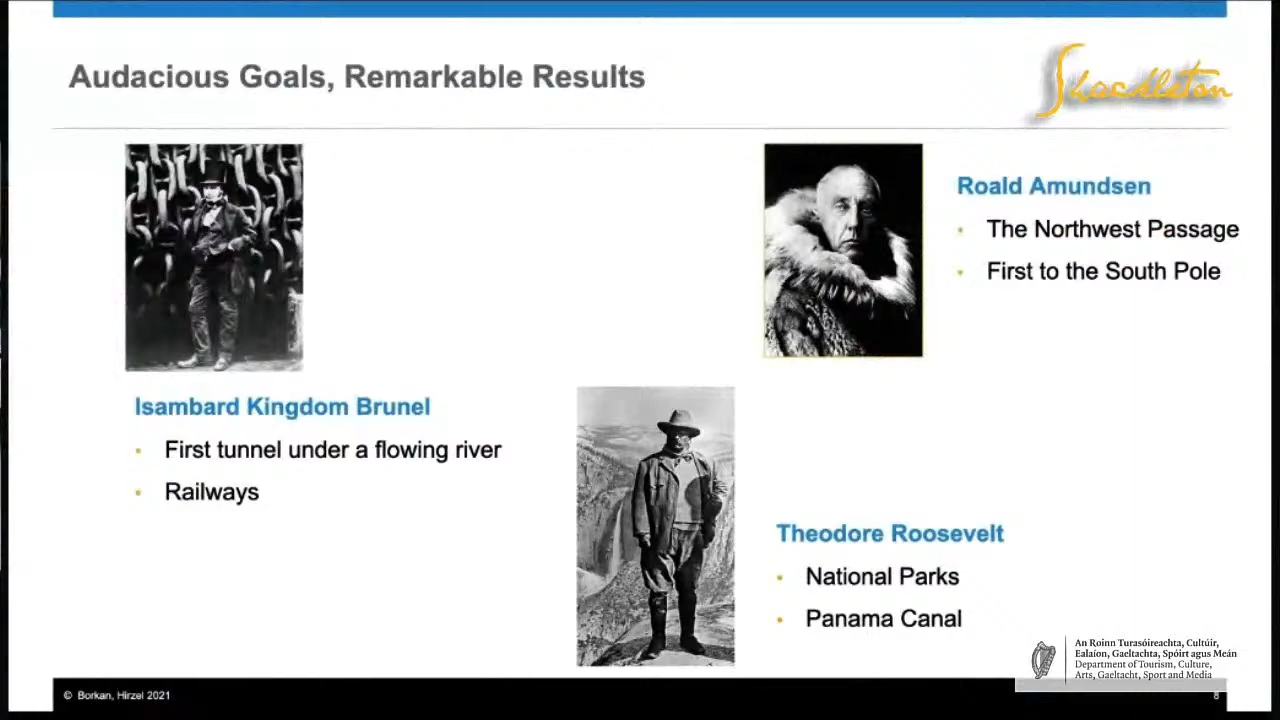 Audacious Goals, Remarkable Results
Shackleton
Roald Amundsen
• The Northwest Passage
• First to the South Pole
Isambard Kingdom Brunel
• First tunnel under a flowing river
• Railways
Theodore Roosevelt
• National Parks
• Panama Canal
An Roinn Turasóireachta, Cultúir,
Ealaíon, Gaeltachta, Spóirt agus Meán
Department of Tourism, Culture,
Arts, Gaeltacht, Sport and Media
© Borkan, Hirzel 2021
8